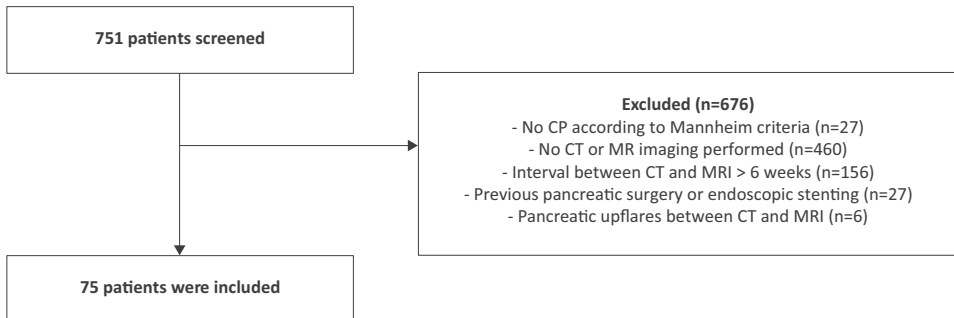 751 patients screened
Excluded (n=676)
- No CP according to Mannheim criteria (n=27)
- No CT or MR imaging performed (n=460)
- Interval between CT and MRI > 6 weeks (n=156)
- Previous pancreatic surgery or endoscopic stenting (n=27)
- Pancreatic upflares between CT and MRI (n=6)
75 patients were included